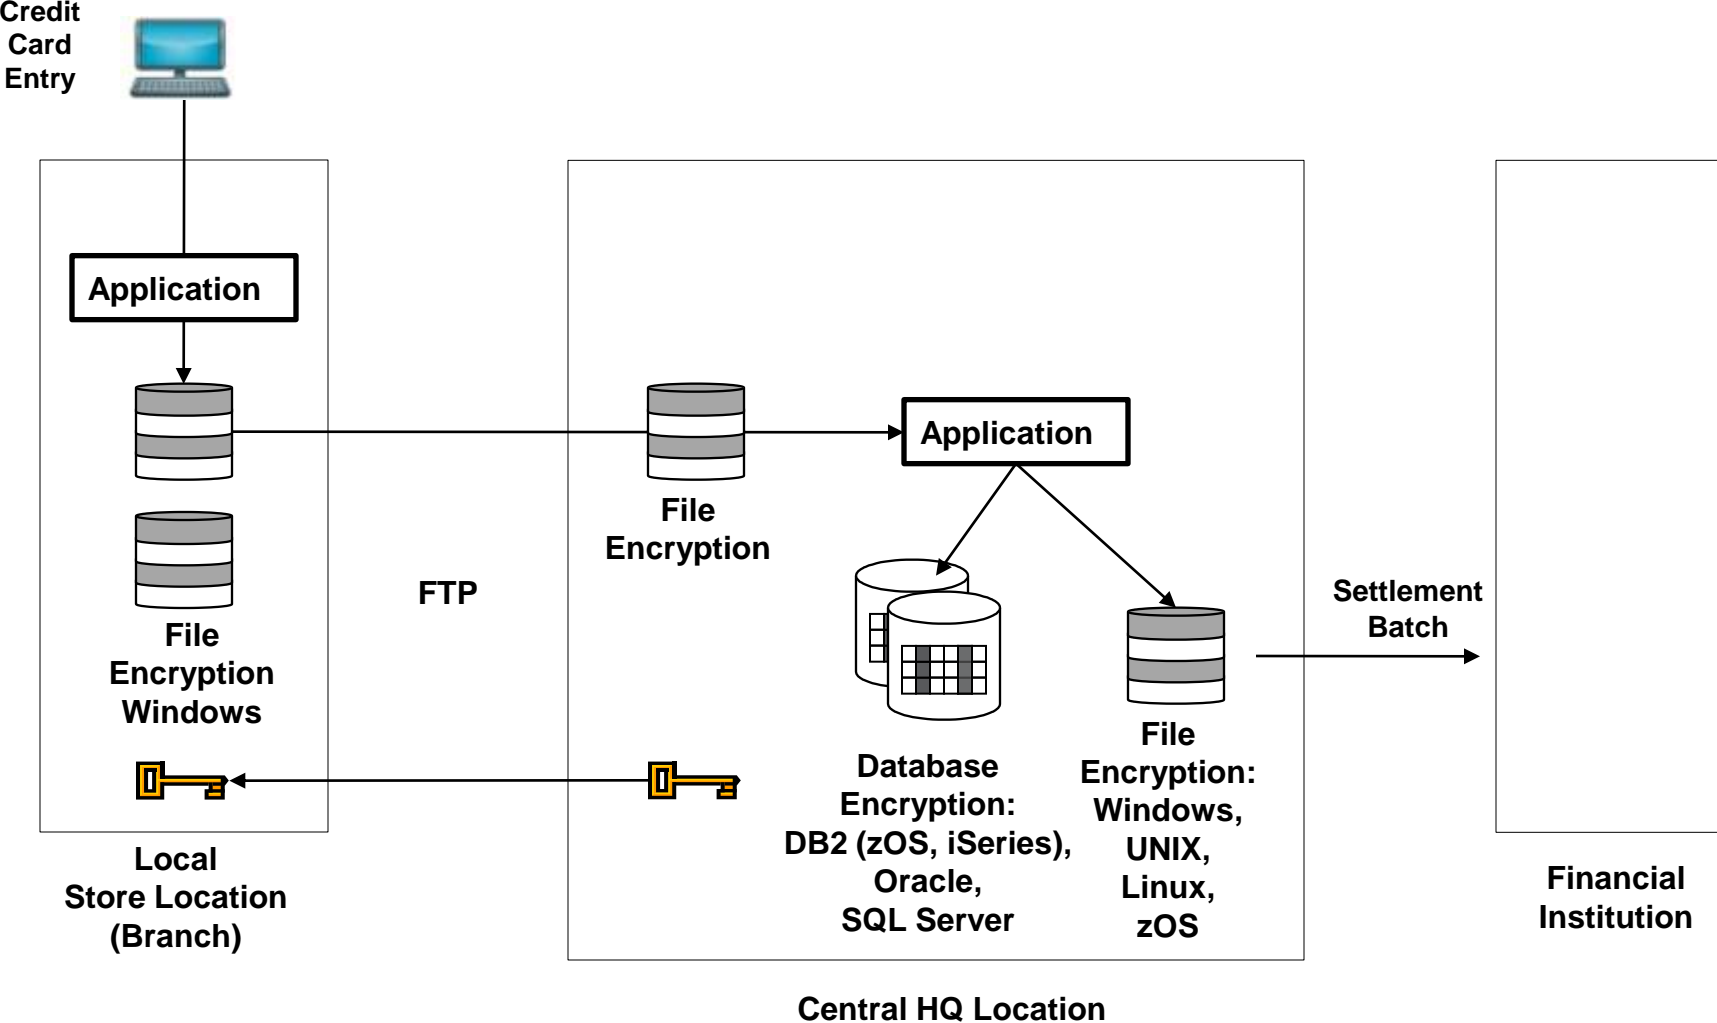 Credit
Card
Entry
Application
File
Encryption
Windows
Local
Store Location
(Branch)
FTP
File
Encryption
Application
Database
Encryption:
DB2 (zOS, iSeries),
Oracle,
SQL Server
File
Encryption:
Windows,
UNIX,
Linux,
zOS
Central HQ Location
Settlement
Batch
Financial
Institution